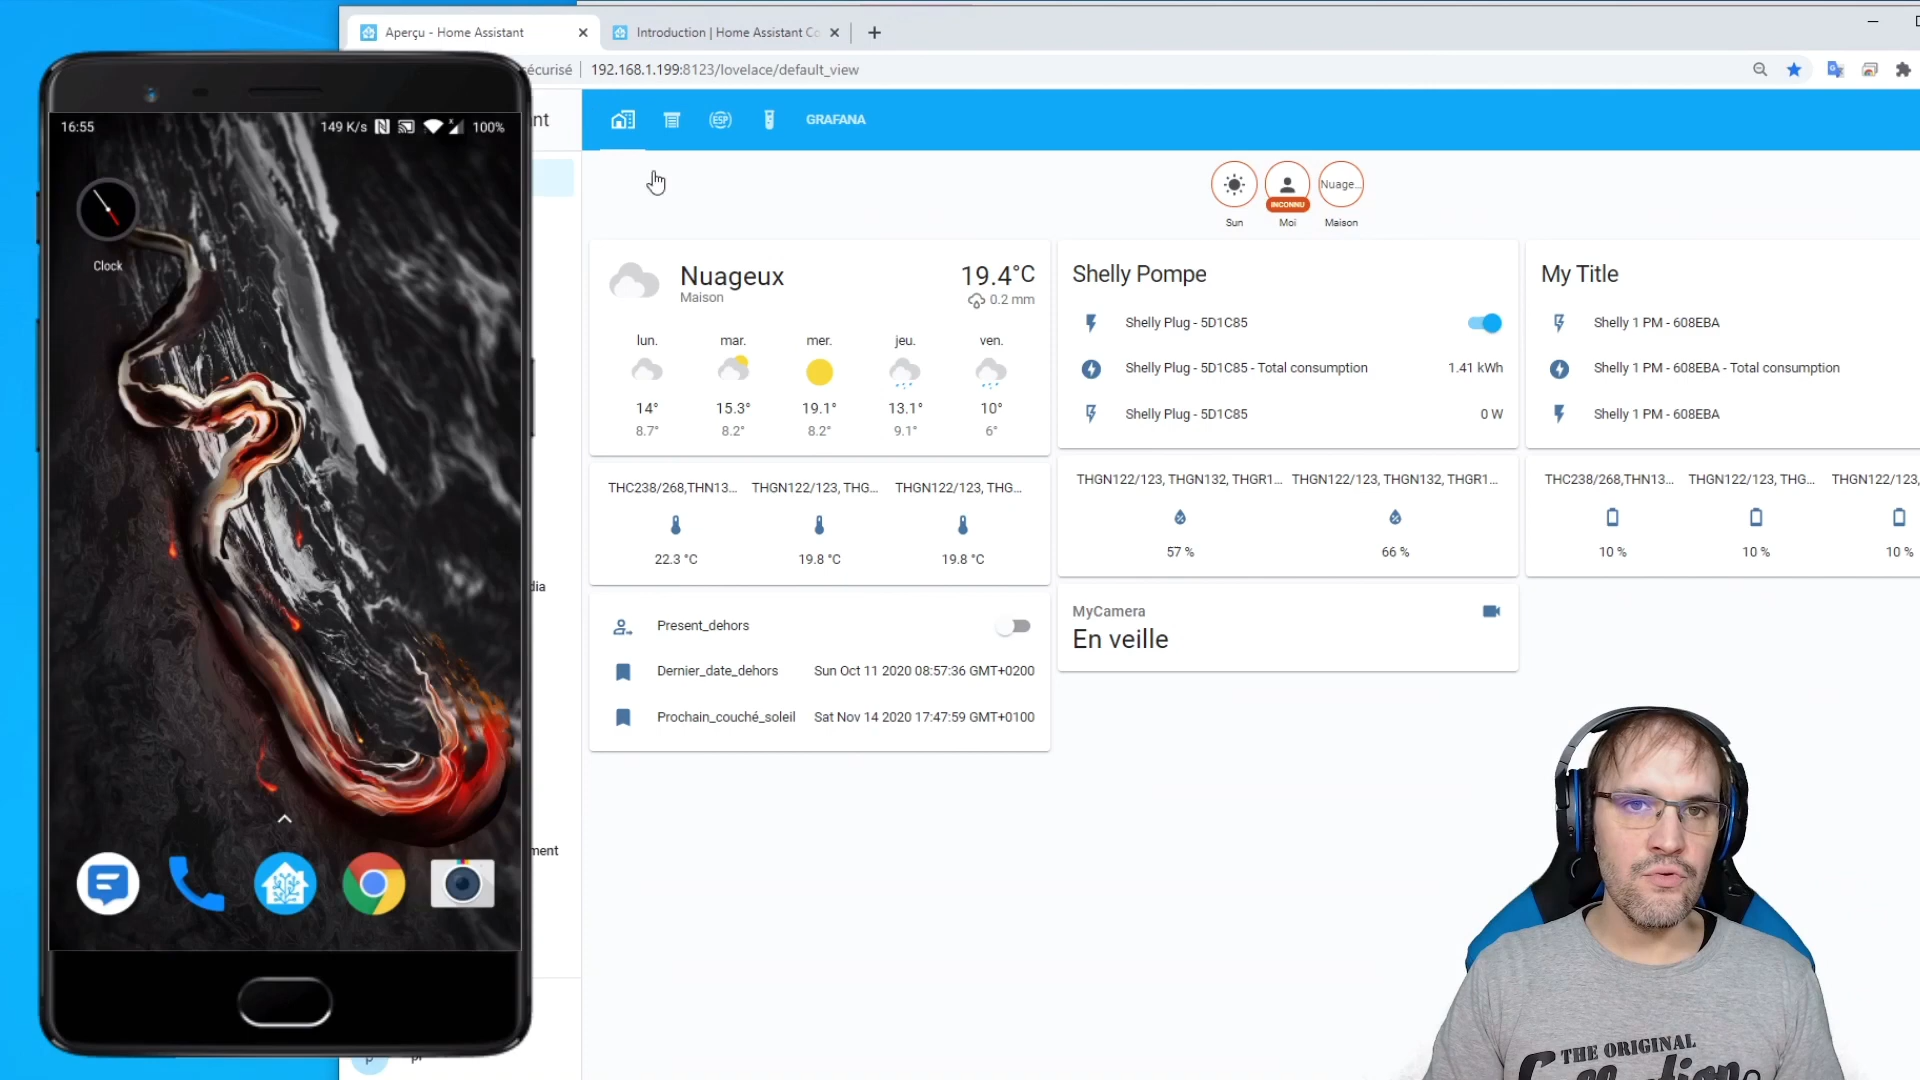 Aperçu - Home Assistant
Introduction | Home Assistant Co
écurisé
192.168.1.199:8123/lovelace/default_view
16:55
149 K/s
100%
Clock
nt
dia
ment
ESP
GRAFANA
INCONNU
Nuage...
Sun
Moi
Maison
Nuageux
Maison
19.4°C
0.2 mm
lun.
mar.
mer.
jeu.
ven.
14°
15.3°
19.1°
13.1°
10°
8.7°
8.2°
8.2°
9.1°
6°
Shelly Pompe
Shelly Plug - 5D1C85
Shelly Plug - 5D1C85 - Total consumption
1.41 kWh
Shelly Plug - 5D1C85
0 W
My Title
Shelly 1 PM - 608EBA
Shelly 1 PM - 608EBA - Total consumption
Shelly 1 PM - 608EBA
THC238/268,THN13...
THGN122/123, THG...
THGN122/123, THG...
22.3 °C
19.8 °C
19.8 °C
THGN122/123, THGN132, THGR1...
THGN122/123, THGN132, THGR1...
57 %
66 %
THC238/268,THN13...
THGN122/123, THG...
THGN122/123,
10 %
10 %
10 %
Present_dehors
Dernier_date_dehors
Sun Oct 11 2020 08:57:36 GMT+0200
Prochain_couché_soleil
Sat Nov 14 2020 17:47:59 GMT+0100
MyCamera
En veille
THE ORIGINAL